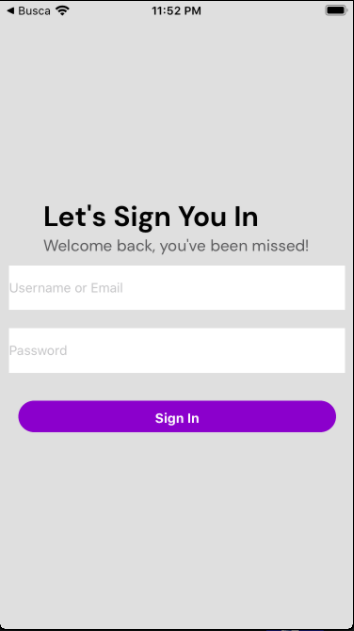 ◀ Busca 11:52 PM
Let's Sign You In
Welcome back, you've been missed!
Username or Email
Password
Sign In